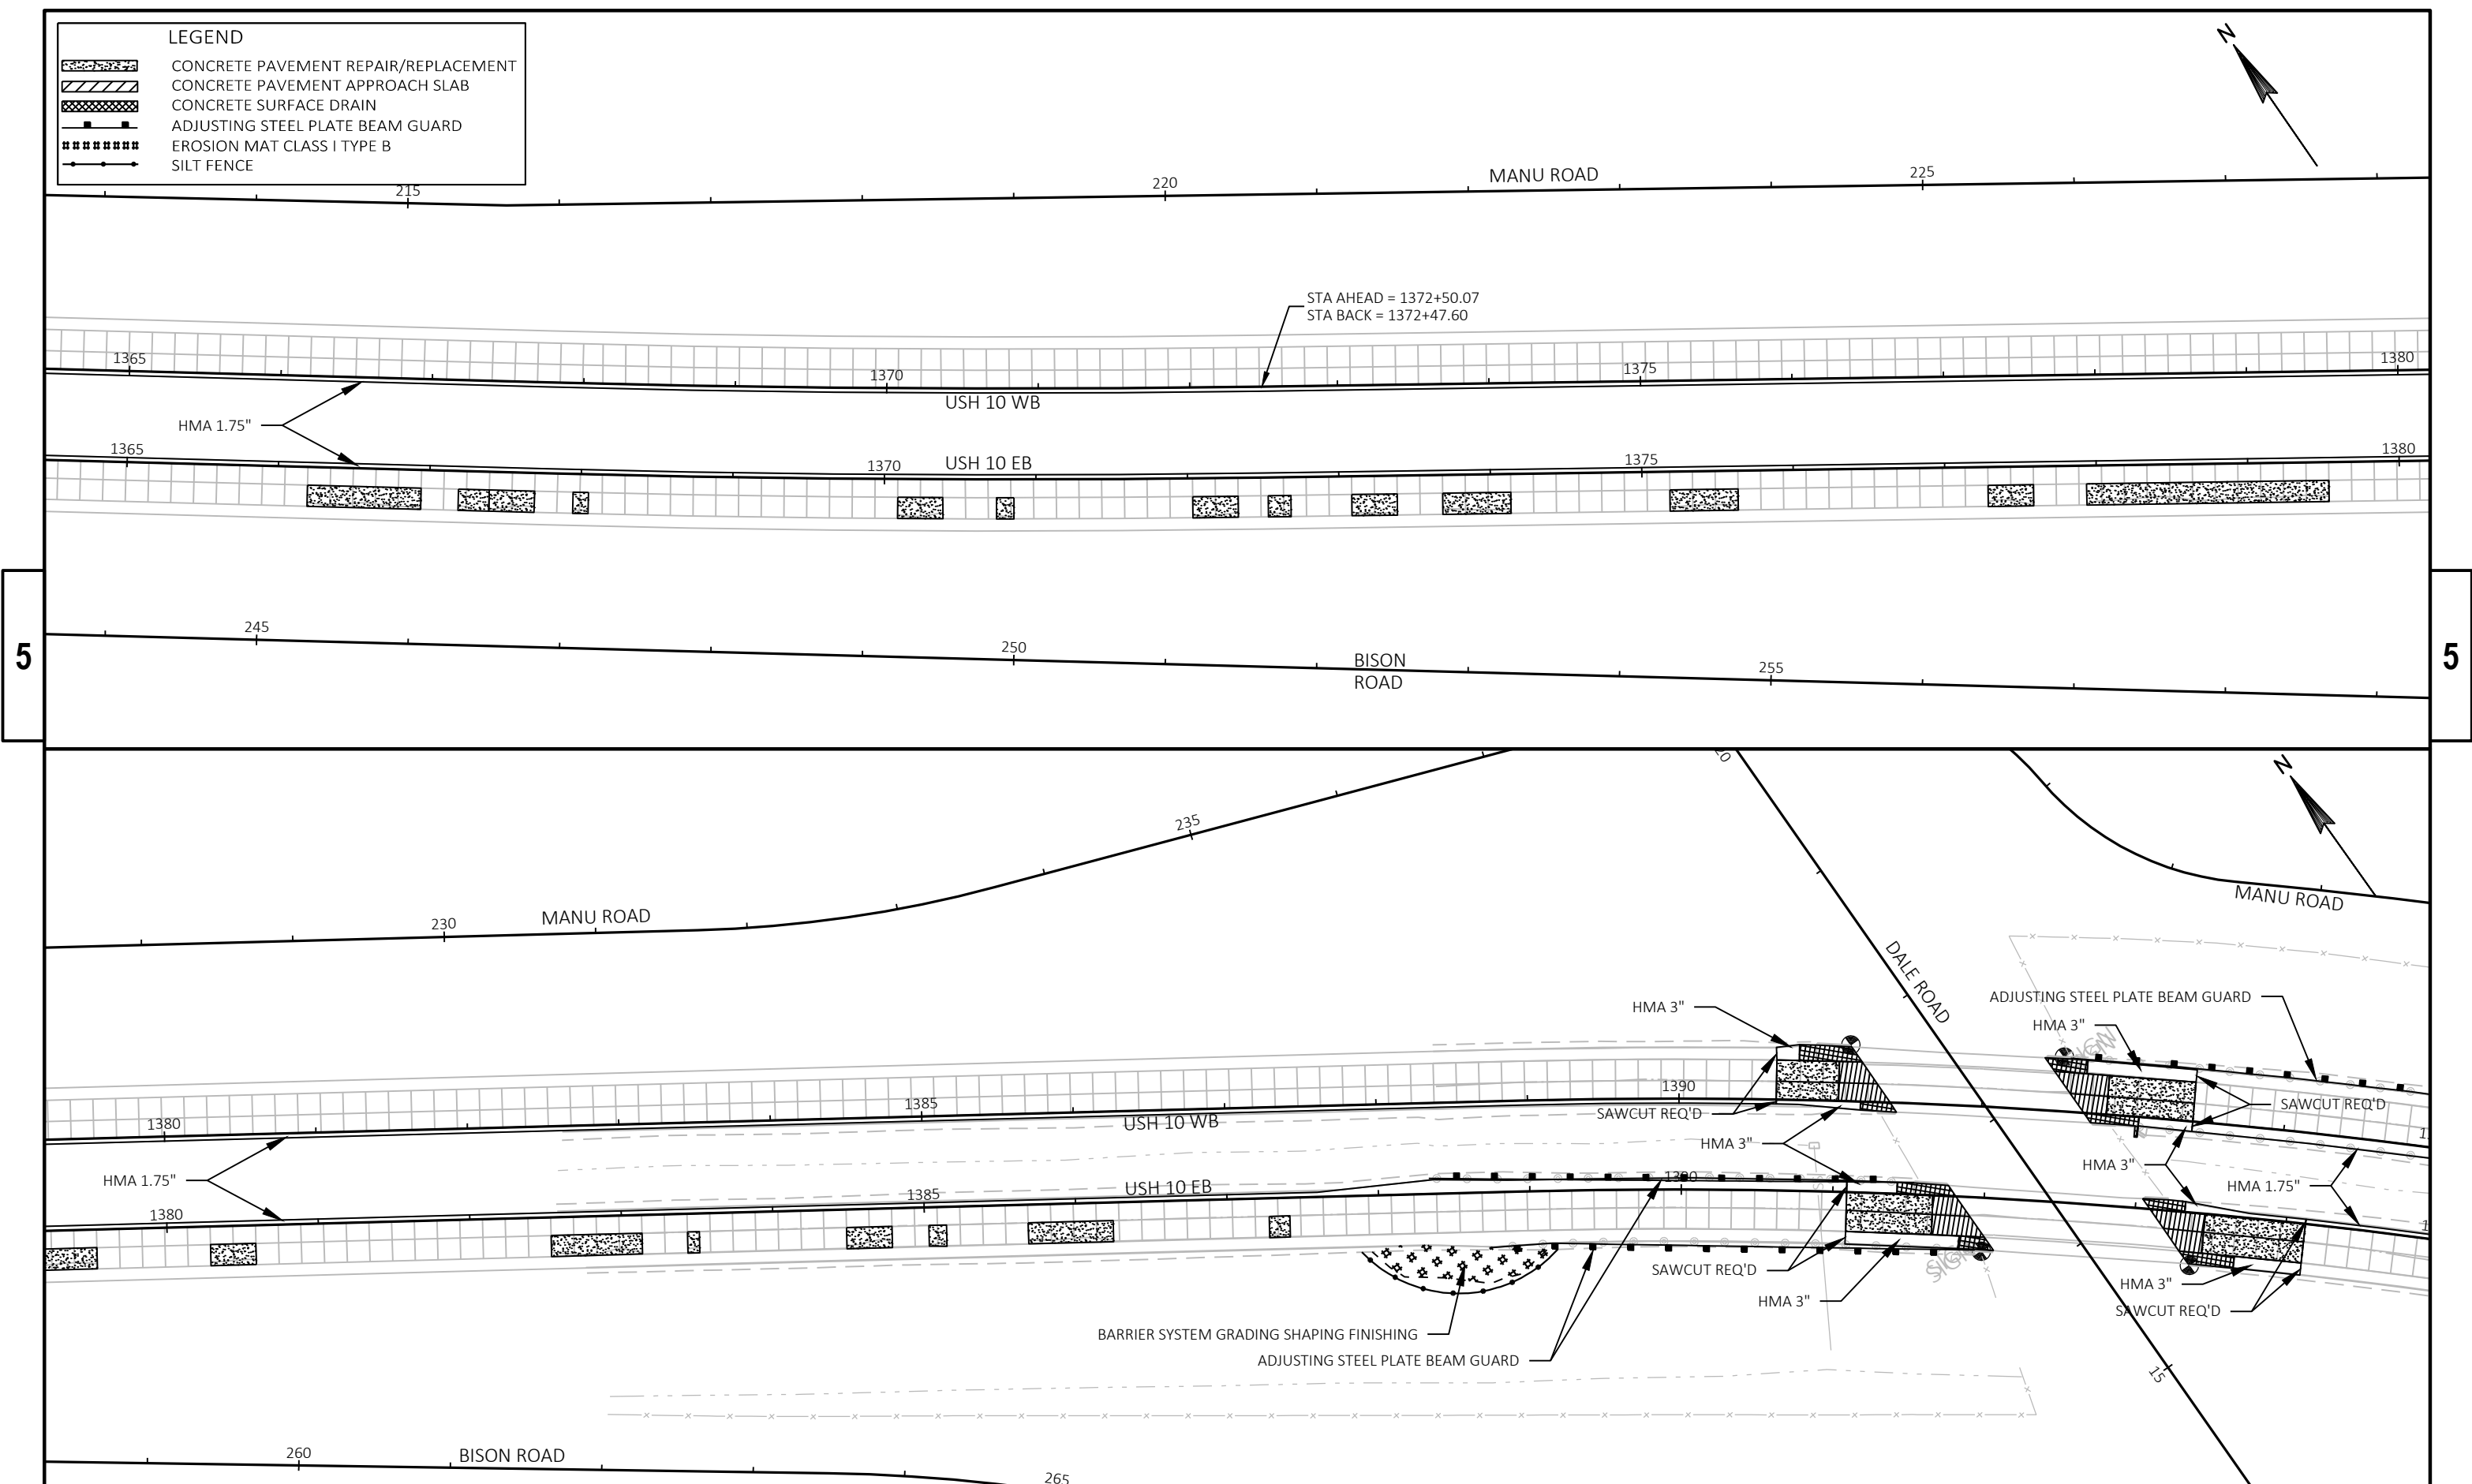 LEGEND
CONCRETE PAVEMENT REPAIR/REPLACEMENT
CONCRETE PAVEMENT APPROACH SLAB
CONCRETE SURFACE DRAIN
ADJUSTING STEEL PLATE BEAM GUARD
EROSION MAT CLASS I TYPE B
SILT FENCE
N
215
220
MANU ROAD
225
STA AHEAD = 1372+50.07
STA BACK = 1372+47.60
1365
1370
1375
1380
USH 10 WB
HMA 1.75"
1365
1370
USH 10 EB
1375
1380
245
250
BISON
ROAD
255
5
5
N
20
235
230
MANU ROAD
MANU ROAD
DALE ROAD
ADJUSTING STEEL PLATE BEAM GUARD
HMA 3"
HMA 3"
SIGN
1380
1385
1390
USH 10 WB
SAWCUT REQ'D
SAWCUT REQ'D
HMA 3"
HMA 3"
HMA 1.75"
HMA 1.75"
1380
1385
USH 10 EB
1390
SAWCUT REQ'D
SIGN
HMA 3"
HMA 3"
SAWCUT REQ'D
BARRIER SYSTEM GRADING SHAPING FINISHING
ADJUSTING STEEL PLATE BEAM GUARD
15
260
BISON ROAD
265